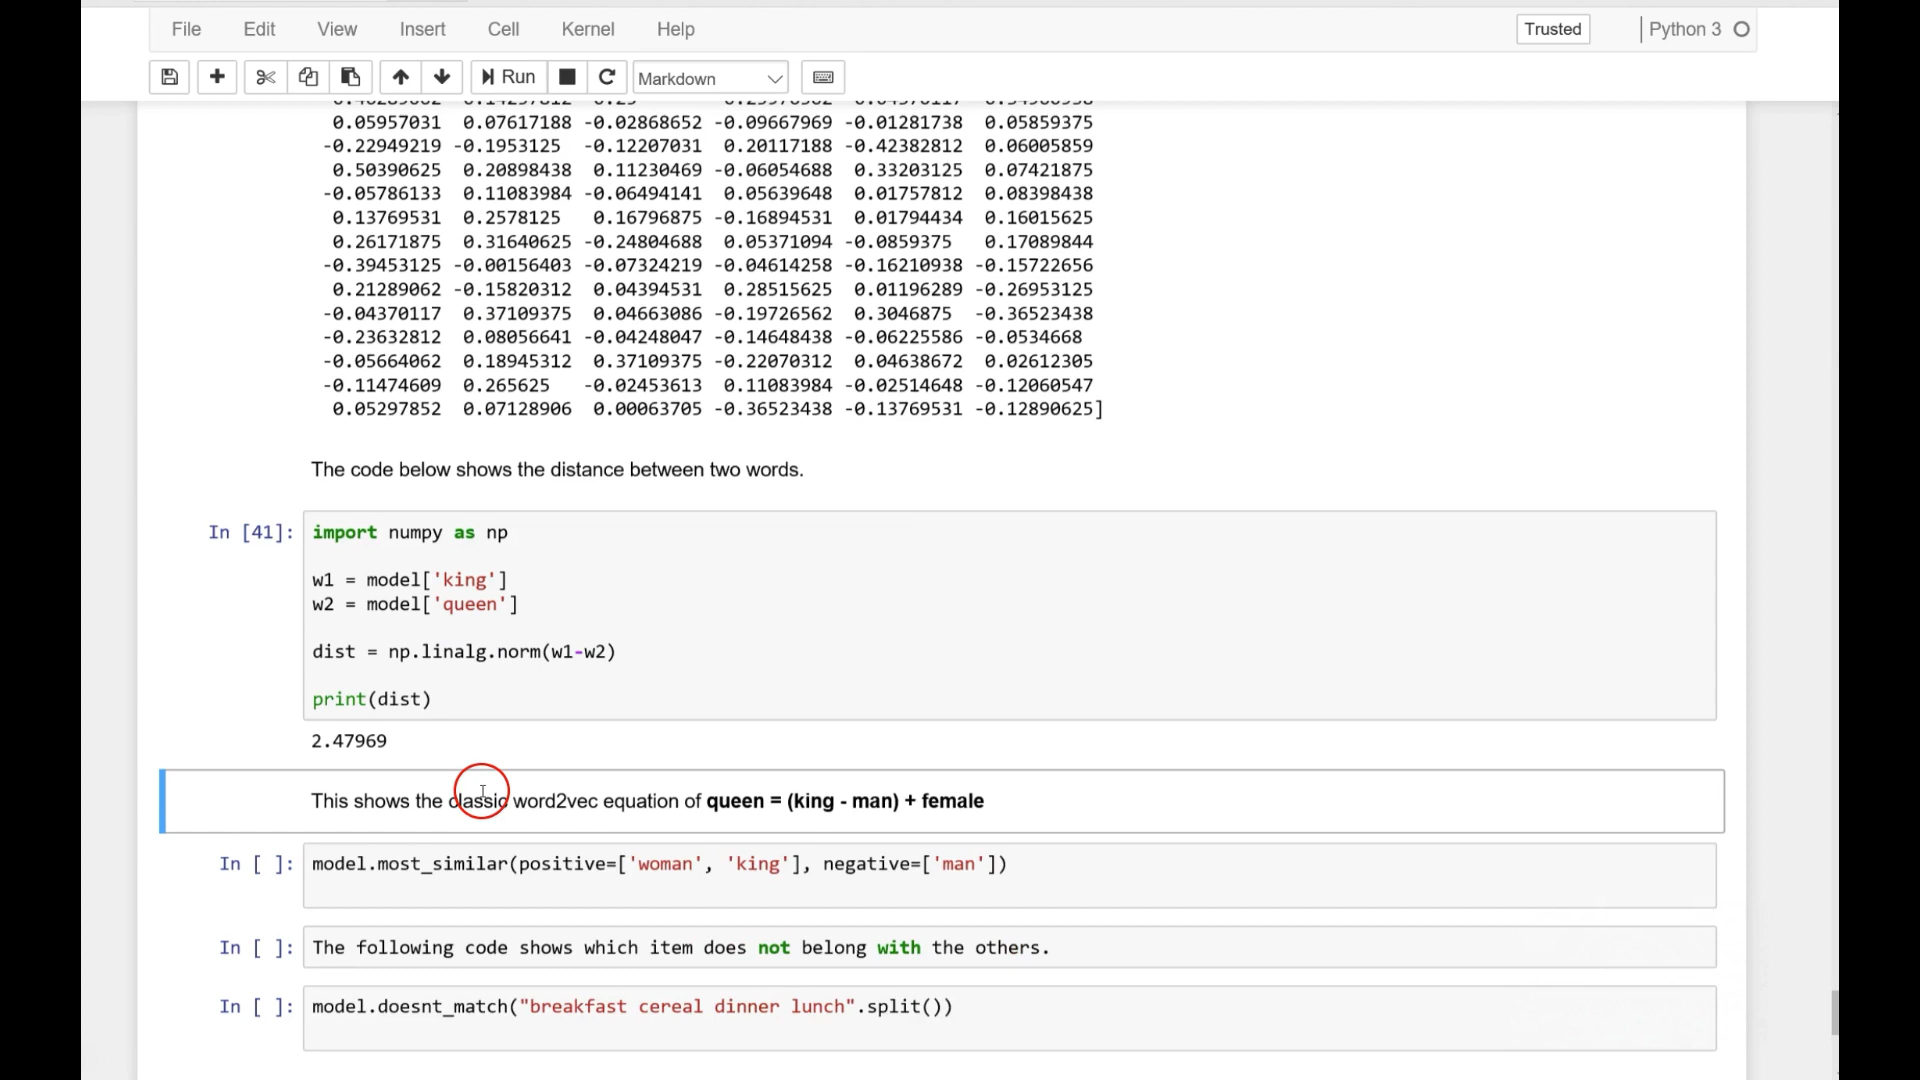 File Edit View Insert Cell Kernel Help Trusted Python 3
Run Markdown
0.05957031 0.07617188 -0.02868652 -0.09667969 -0.01281738 0.05859375
-0.22949219 -0.1953125 -0.12207031 0.20117188 -0.42382812 0.06005859
0.50390625 0.20898438 0.11230469 -0.06054688 0.33203125 0.07421875
-0.05786133 0.11083984 -0.06494141 0.05639648 0.01757812 0.08398438
0.13769531 0.2578125 0.16796875 -0.16894531 0.01794434 0.16015625
0.26171875 0.31640625 -0.24804688 0.05371094 -0.0859375 0.17089844
-0.39453125 -0.00156403 -0.07324219 -0.04614258 -0.16210938 -0.15722656
0.21289062 -0.15820312 0.04394531 0.28515625 0.01196289 -0.26953125
-0.04370117 0.37109375 0.04663086 -0.19726562 0.3046875 -0.36523438
-0.23632812 0.08056641 -0.04248047 -0.14648438 -0.06225586 -0.0534668
-0.05664062 0.18945312 0.37109375 -0.22070312 0.04638672 0.02612305
-0.11474609 0.265625 -0.02453613 0.11083984 -0.02514648 -0.12060547
0.05297852 0.07128906 0.00063705 -0.36523438 -0.13769531 -0.12890625]
The code below shows the distance between two words.
In [41]: import numpy as np
w1 = model['king']
w2 = model['queen']
dist = np.linalg.norm(w1-w2)
print(dist)
2.47969
This shows the classic word2vec equation of queen = (king - man) + female
In [ ]: model.most_similar(positive=['woman', 'king'], negative=['man'])
In [ ]: The following code shows which item does not belong with the others.
In [ ]: model.doesnt_match("breakfast cereal dinner lunch".split())